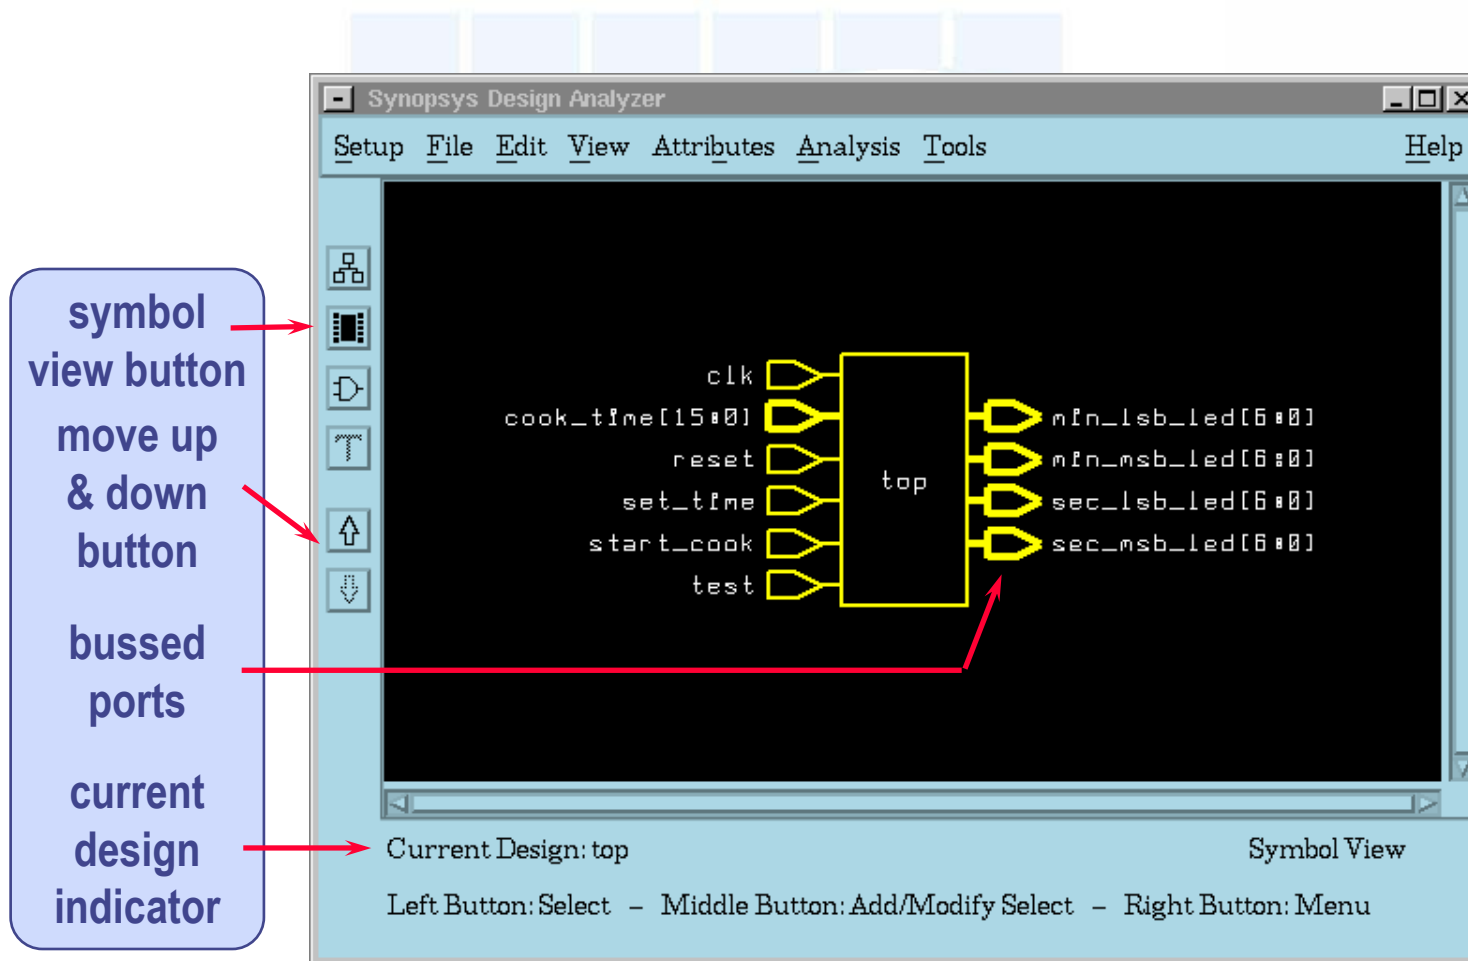 Synopsys Design Analyzer
Setup File Edit View Attributes Analysis Tools Help
symbol
view button
move up
& down
button
bussed
ports
current
design
indicator
clk
cook_time[15:0]
reset
set_time
start_cook
test
top
min_lsb_led[6:0]
min_msb_led[6:0]
sec_lsb_led[6:0]
sec_msb_led[6:0]
Current Design: top
Symbol View
Left Button: Select – Middle Button: Add/Modify Select – Right Button: Menu